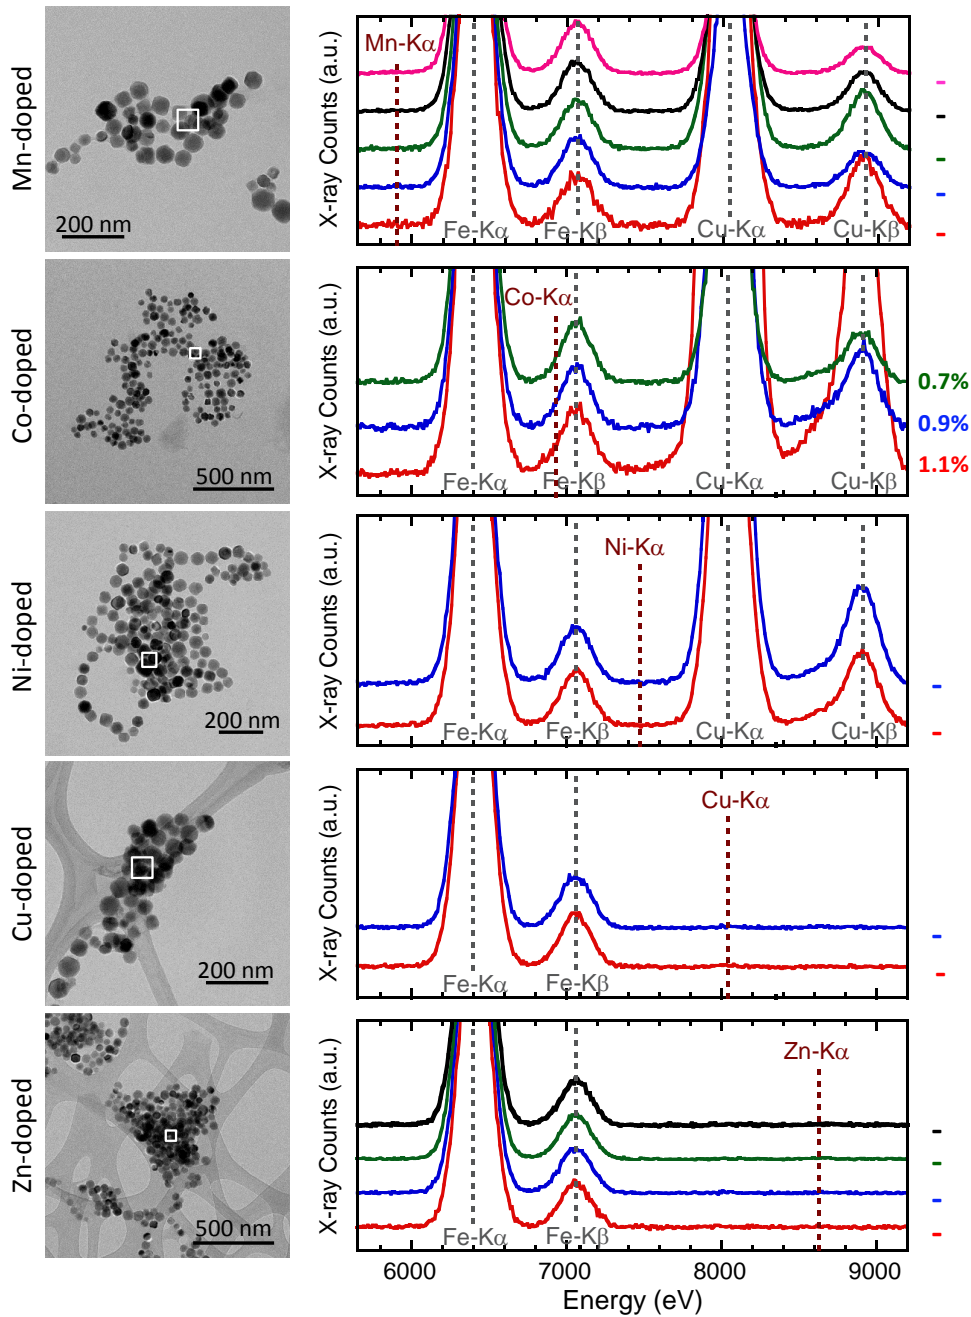 Mn-doped
200 nm
X-ray Counts (a.u.)
Mn-Kα
Fe-Kα
Fe-Kβ
Cu-Kα
Cu-Kβ
-
-
-
-
-
Co-doped
500 nm
X-ray Counts (a.u.)
Co-Kα
Fe-Kα
Fe-Kβ
Cu-Kα
Cu-Kβ
0.7%
0.9%
1.1%
Ni-doped
200 nm
X-ray Counts (a.u.)
Ni-Kα
Fe-Kα
Fe-Kβ
Cu-Kα
Cu-Kβ
-
-
Cu-doped
200 nm
X-ray Counts (a.u.)
Cu-Kα
Fe-Kα
Fe-Kβ
-
-
Zn-doped
500 nm
X-ray Counts (a.u.)
Zn-Kα
Fe-Kα
Fe-Kβ
-
-
-
-
6000 7000 8000 9000
Energy (eV)